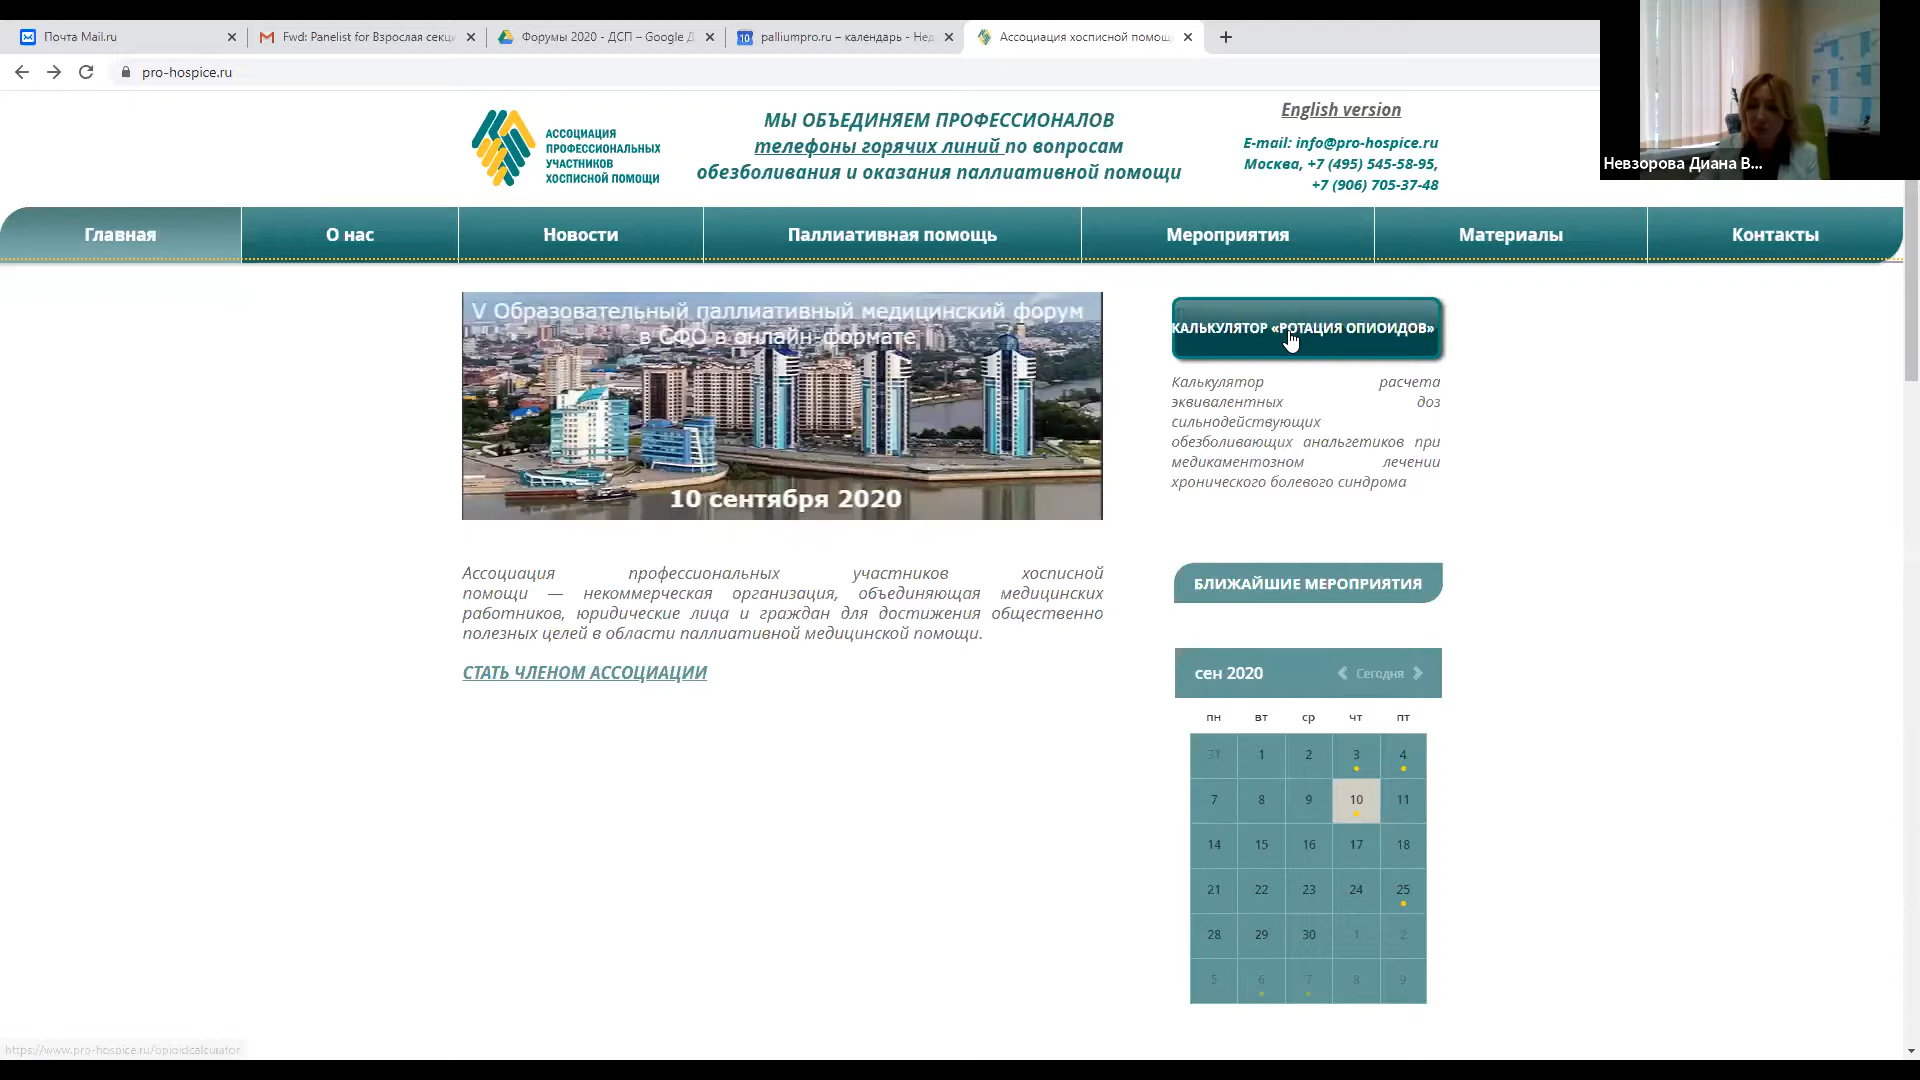 Почта Mail.ru
Fwd: Panelist for Взрослая секци
Форумы 2020 - ДСП – Google Д
palliumpro.ru – календарь - Нед
Ассоциация хосписной помощ
pro-hospice.ru
Невзорова Диана В...
АССОЦИАЦИЯ
ПРОФЕССИОНАЛЬНЫХ
УЧАСТНИКОВ
ХОСПИСНОЙ ПОМОЩИ
МЫ ОБЪЕДИНЯЕМ ПРОФЕССИОНАЛОВ
телефоны горячих линий по вопросам
обезболивания и оказания паллиативной помощи
English version
E-mail: info@pro-hospice.ru
Москва, +7 (495) 545-58-95,
+7 (906) 705-37-48
Главная О нас Новости Паллиативная помощь Мероприятия Материалы Контакты
V Образовательный паллиативный медицинский форум
в СФО в онлайн-формате
10 сентября 2020
Ассоциация профессиональных участников хосписной
помощи — некоммерческая организация, объединяющая медицинских
работников, юридические лица и граждан для достижения общественно
полезных целей в области паллиативной медицинской помощи.
СТАТЬ ЧЛЕНОМ АССОЦИАЦИИ
КАЛЬКУЛЯТОР «РОТАЦИЯ ОПИОИДОВ»
Калькулятор расчета
эквивалентных доз
сильнодействующих
обезболивающих анальгетиков при
медикаментозном лечении
хронического болевого синдрома
БЛИЖАЙШИЕ МЕРОПРИЯТИЯ
сен 2020 Сегодня
пн вт ср чт пт
31 1 2 3 4
7 8 9 10 11
14 15 16 17 18
21 22 23 24 25
28 29 30 1 2
5 6 7 8 9
https://www.pro-hospice.ru/opioidcalculator